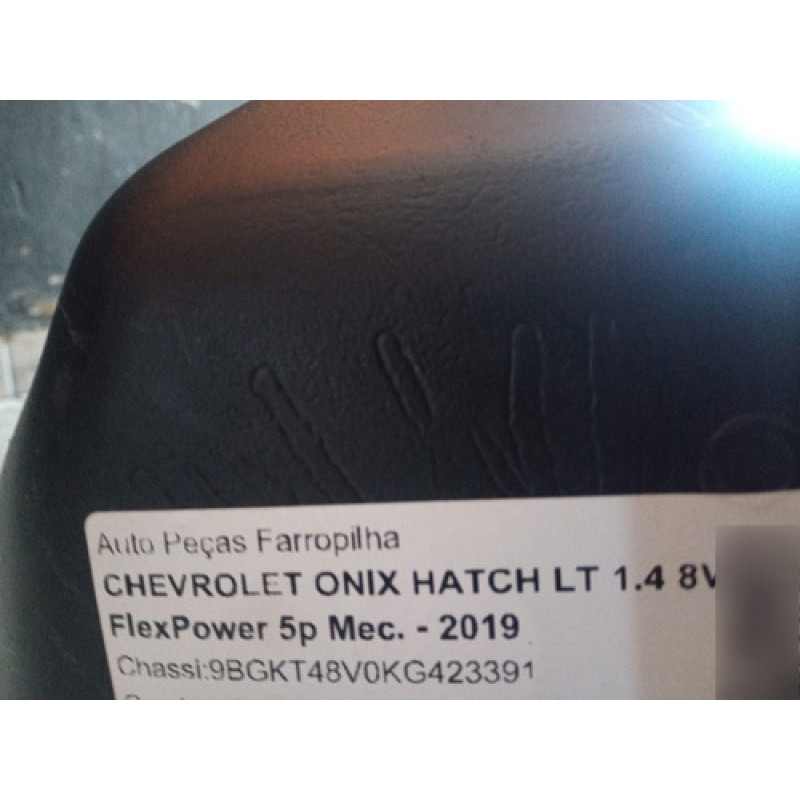 Auto Peças Farropilha
CHEVROLET ONIX HATCH LT 1.4 8V
FlexPower 5p Mec. - 2019
Chassi:9BGKT48V0KG423391